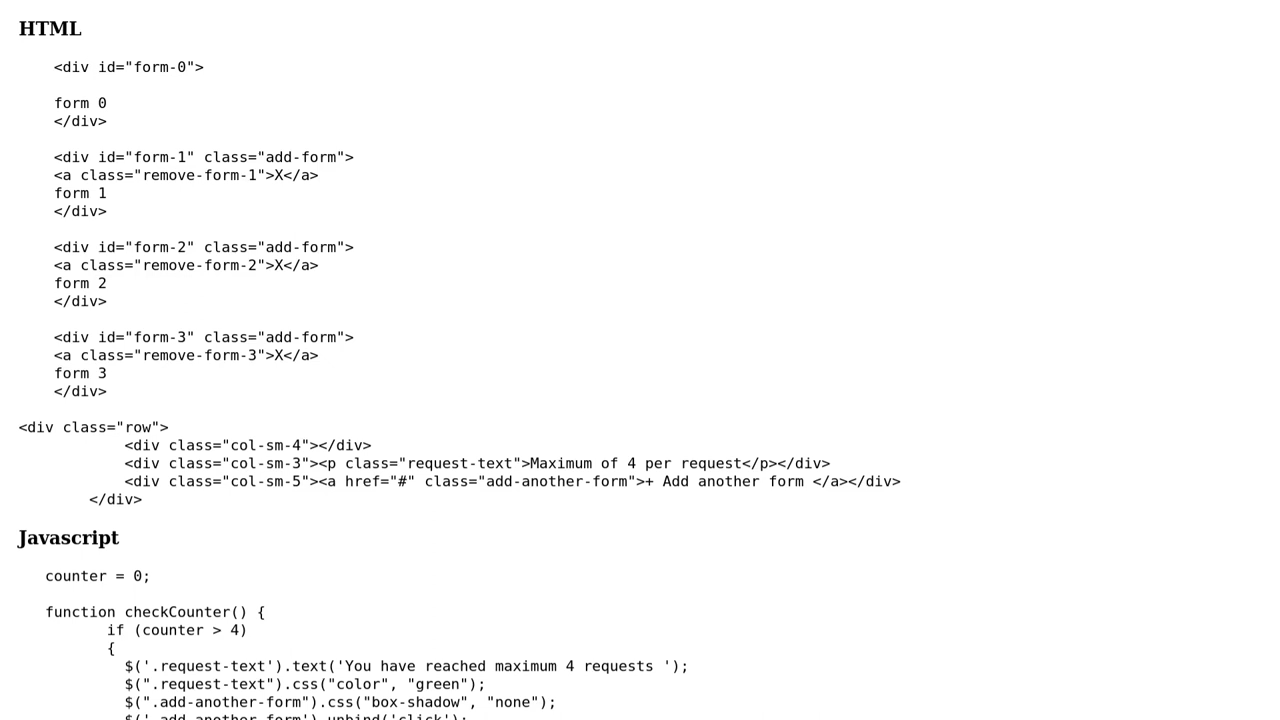 HTML
<div id="form-0">
form 0
</div>
<div id="form-1" class="add-form">
<a class="remove-form-1">X</a>
form 1
</div>
<div id="form-2" class="add-form">
<a class="remove-form-2">X</a>
form 2
</div>
<div id="form-3" class="add-form">
<a class="remove-form-3">X</a>
form 3
</div>
<div class="row">
<div class="col-sm-4"></div>
<div class="col-sm-3"><p class="request-text">Maximum of 4 per request</p></div>
<div class="col-sm-5"><a href="#" class="add-another-form">+ Add another form </a></div>
</div>
Javascript
counter = 0;
function checkCounter() {
if (counter > 4)
{
$('.request-text').text('You have reached maximum 4 requests ');
$(".request-text").css("color", "green");
$(".add-another-form").css("box-shadow", "none");
$('.add-another-form').unbind('click');